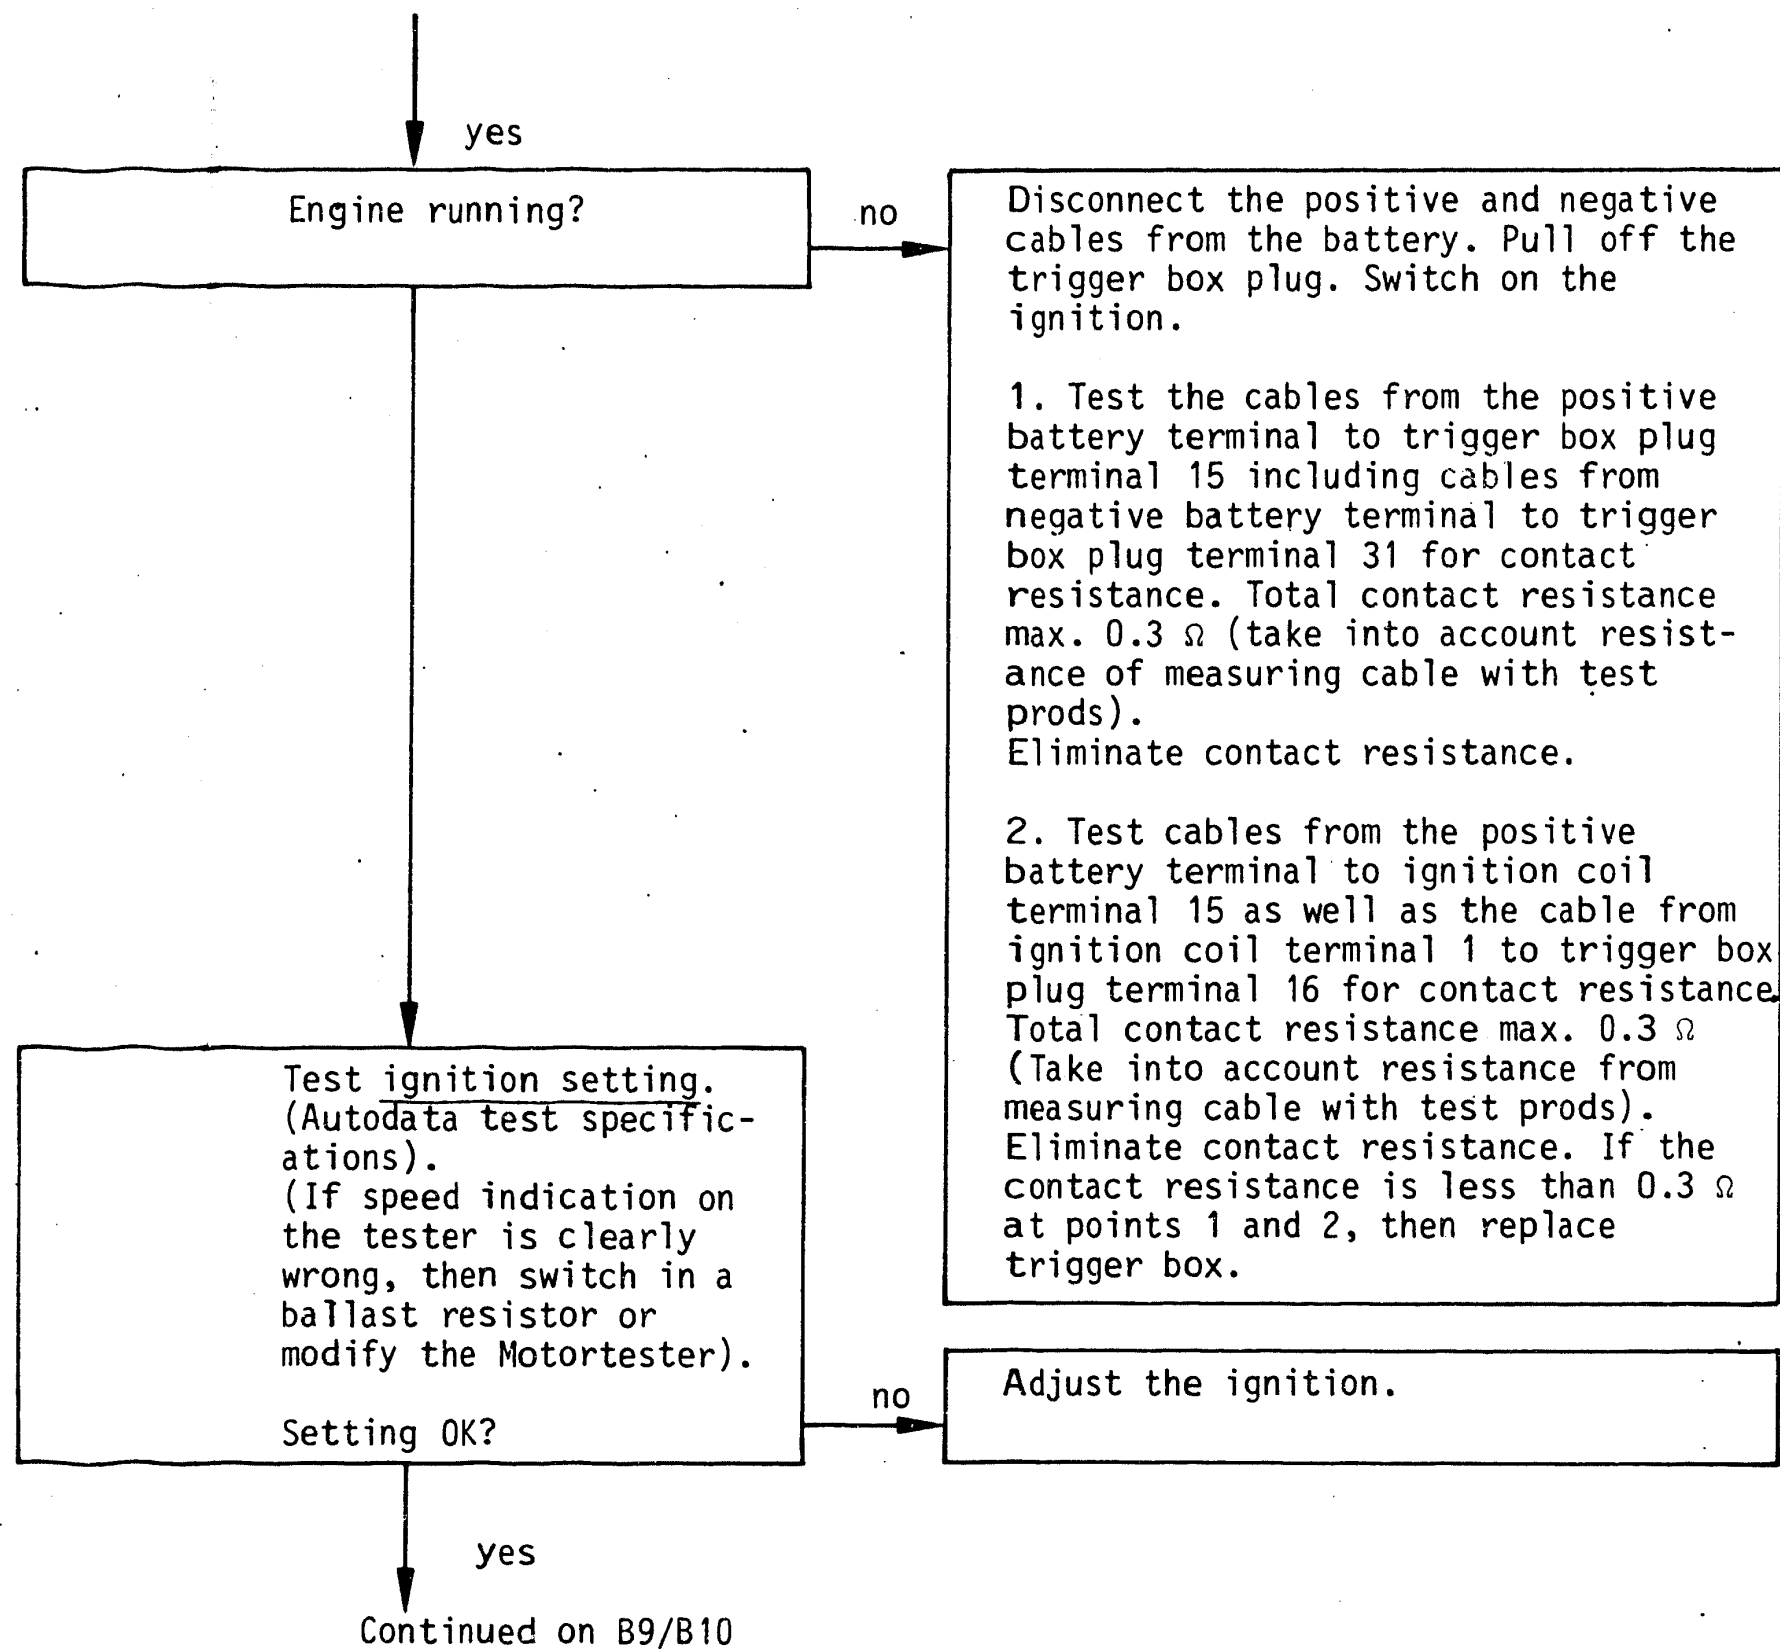 yes
Engine running?
no
Disconnect the positive and negative
cables from the battery. Pull off the
trigger box plug. Switch on the
ignition.
1. Test the cables from the positive
battery terminal to trigger box plug
terminal 15 including cables from
negative battery terminal to trigger
box plug terminal 31 for contact
resistance. Total contact resistance
max. 0.3 Ω (take into account resist-
ance of measuring cable with test
prods).
Eliminate contact resistance.
2. Test cables from the positive
battery terminal to ignition coil
terminal 15 as well as the cable from
ignition coil terminal 1 to trigger box
plug terminal 16 for contact resistance.
Total contact resistance max. 0.3 Ω
(Take into account resistance from
measuring cable with test prods).
Eliminate contact resistance. If the
contact resistance is less than 0.3 Ω
at points 1 and 2, then replace
trigger box.
Test ignition setting.
(Autodata test specific-
ations).
(If speed indication on
the tester is clearly
wrong, then switch in a
ballast resistor or
modify the Motortester).
Setting OK?
no
Adjust the ignition.
yes
Continued on B9/B10